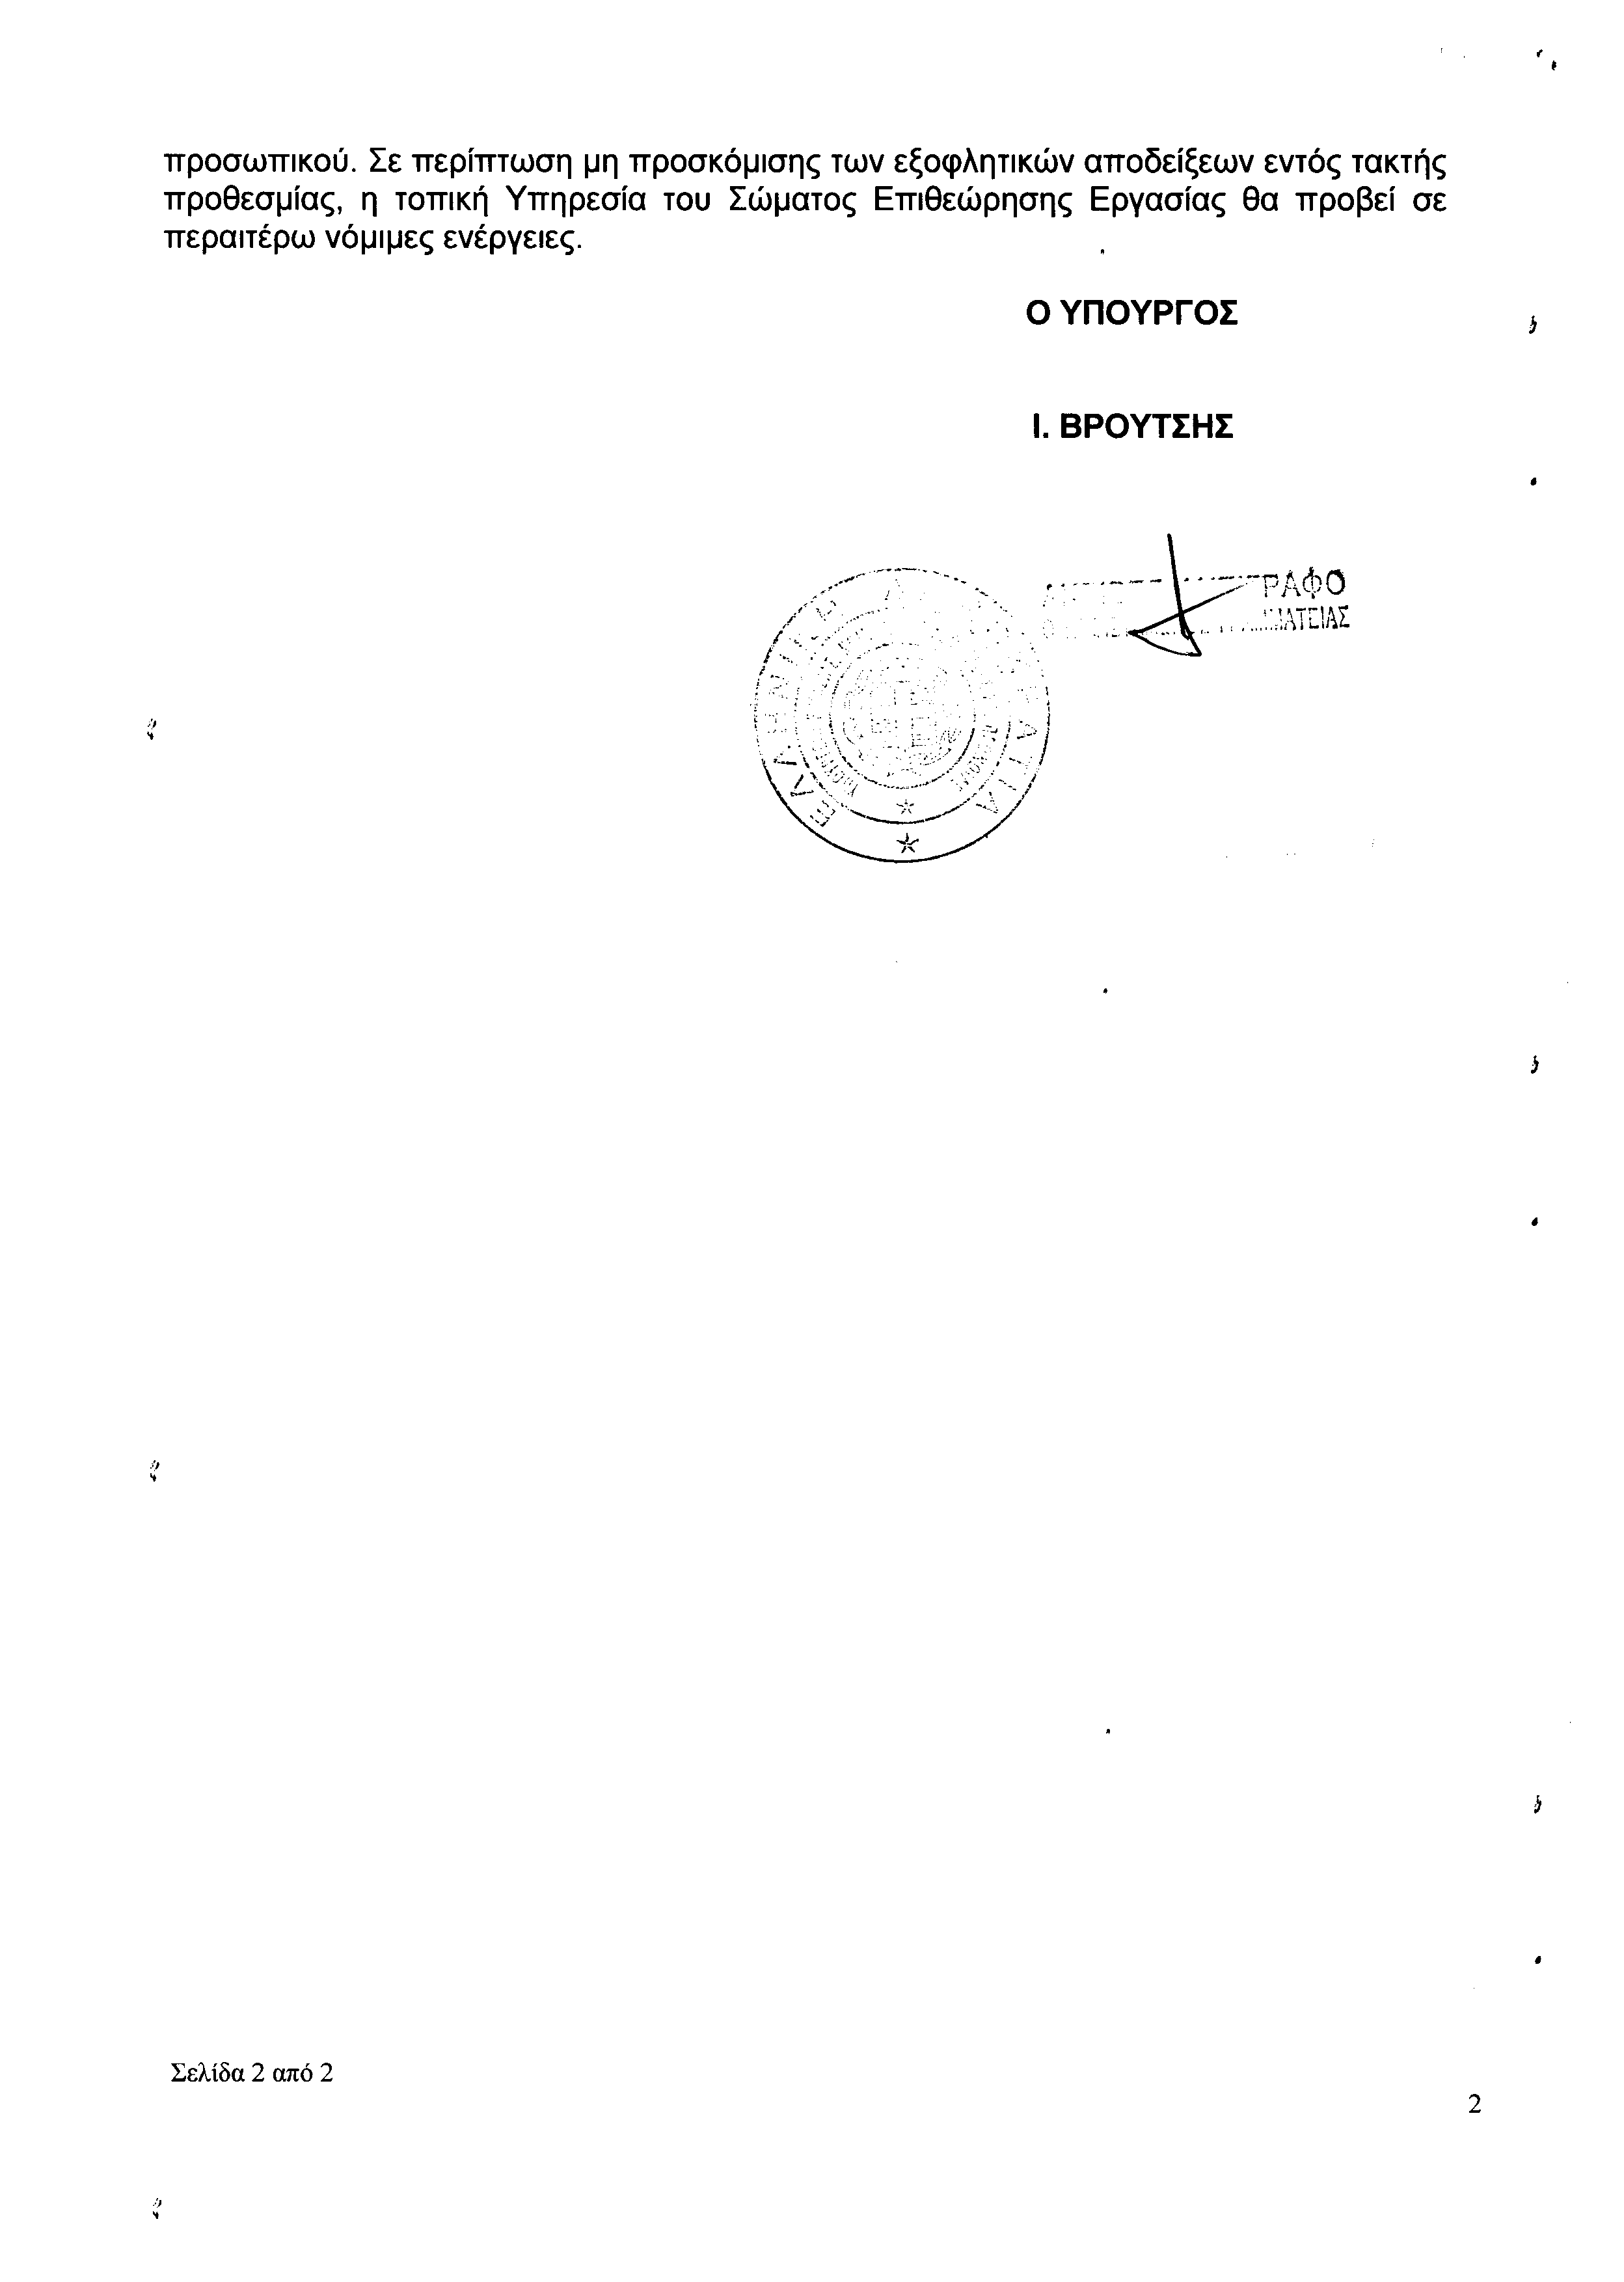 προσωπικού. Σε περίπτωση μη προσκόμισης των εξοφλητικών αποδείξεων εντός τακτής
προθεσμίας, η τοπική Υπηρεσία του Σώματος Επιθεώρησης Εργασίας θα προβεί σε
περαιτέρω νόμιμες ενέργειες.
Ο ΥΠΟΥΡΓΟΣ
Ι. ΒΡΟΥΤΣΗΣ
Σελίδα 2 από 2
2